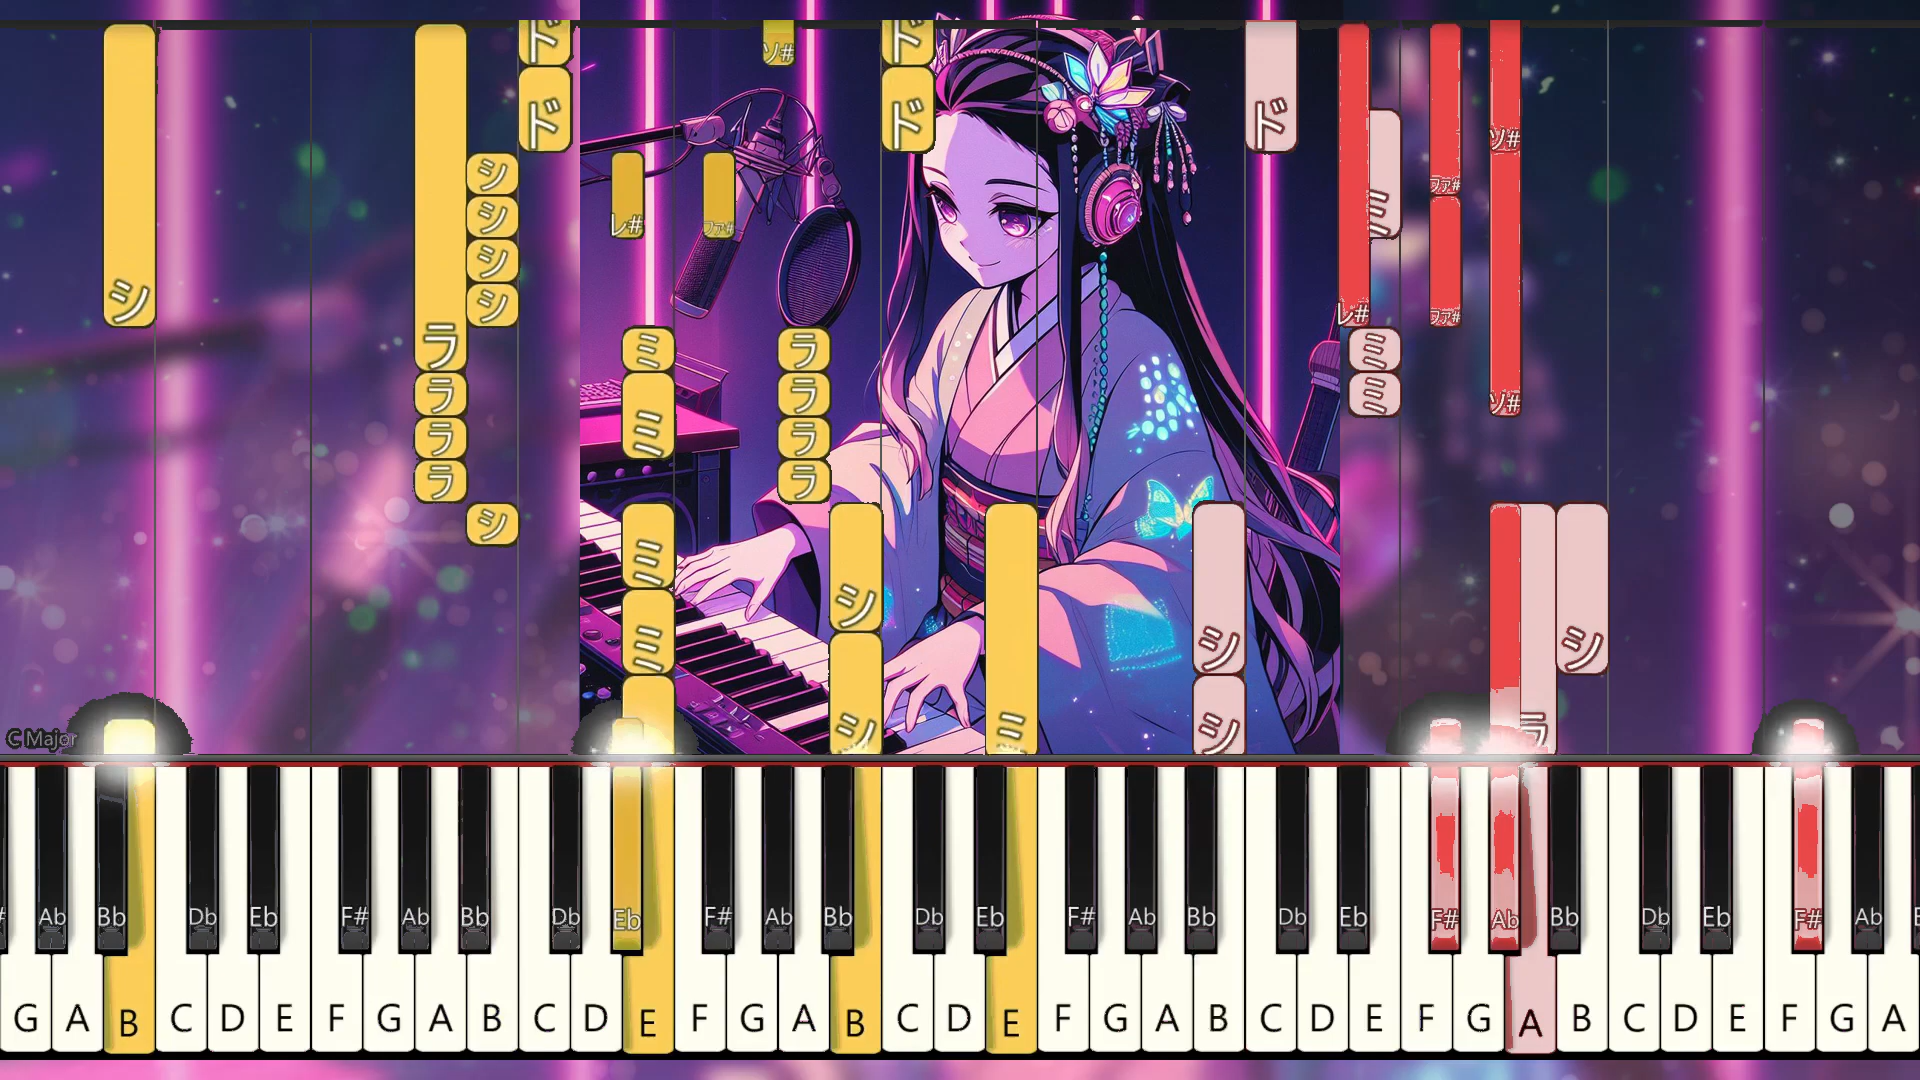 ド ソ# ド
ド ド ド ソ#
シ ファ#
シ シ ミ
シ レ# ファ#
シ シ レ# ファ#
ラ ミ ラ ミ
ラ ラ ミ ソ#
ラ ミ ラ
ラ ラ
シ
ミ シ
ミ シ シ
シ ミ シ ラ
C Major
# Ab Bb Db Eb F# Ab Bb Db Eb F# Ab Bb Db Eb F# Ab Bb Db Eb F# Ab Bb Db Eb F# Ab E
G A B C D E F G A B C D E F G A B C D E F G A B C D E F G A B C D E F G A